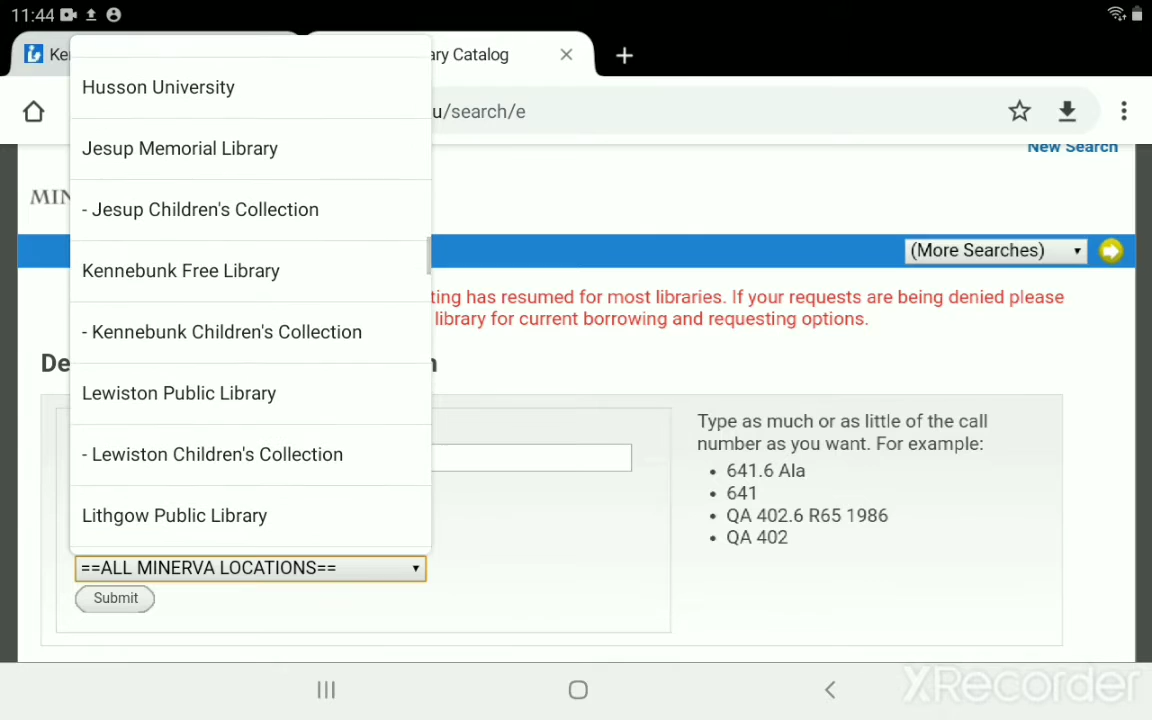 11:44
Ke
ary Catalog
u/search/e
New Search
MIN
(More Searches)
ting has resumed for most libraries. If your requests are being denied please
library for current borrowing and requesting options.
De
Husson University
Jesup Memorial Library
- Jesup Children's Collection
Kennebunk Free Library
- Kennebunk Children's Collection
Lewiston Public Library
- Lewiston Children's Collection
Lithgow Public Library
==ALL MINERVA LOCATIONS==
Submit
Type as much or as little of the call
number as you want. For example:
• 641.6 Ala
• 641
• QA 402.6 R65 1986
• QA 402
XRecorder